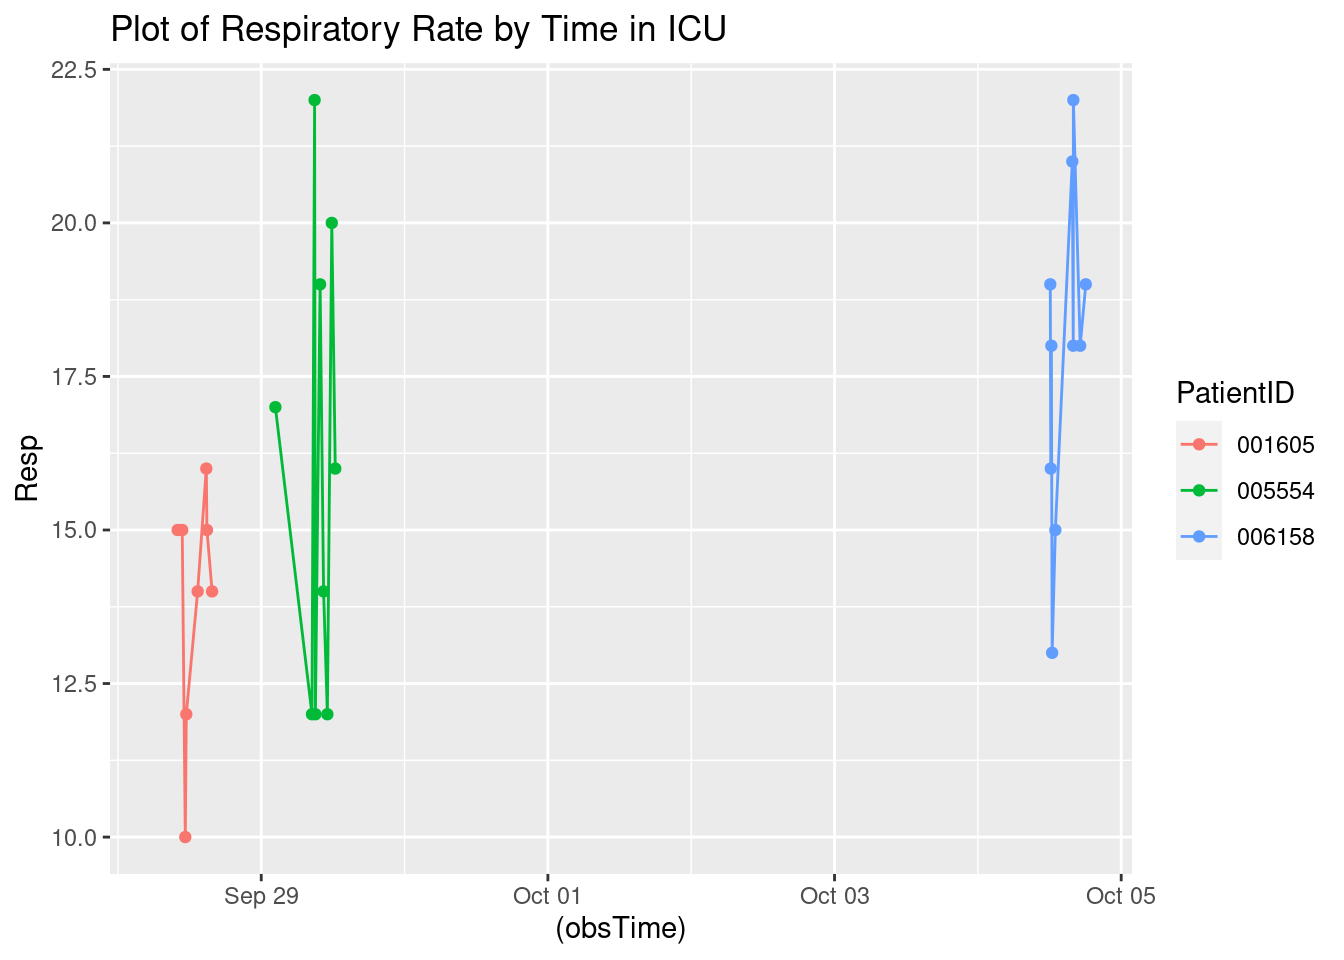 Plot of Respiratory Rate by Time in ICU
22.5
20.0
17.5
15.0
12.5
10.0
Resp
Sep 29
Oct 01
Oct 03
Oct 05
(obsTime)
PatientID
001605
005554
006158